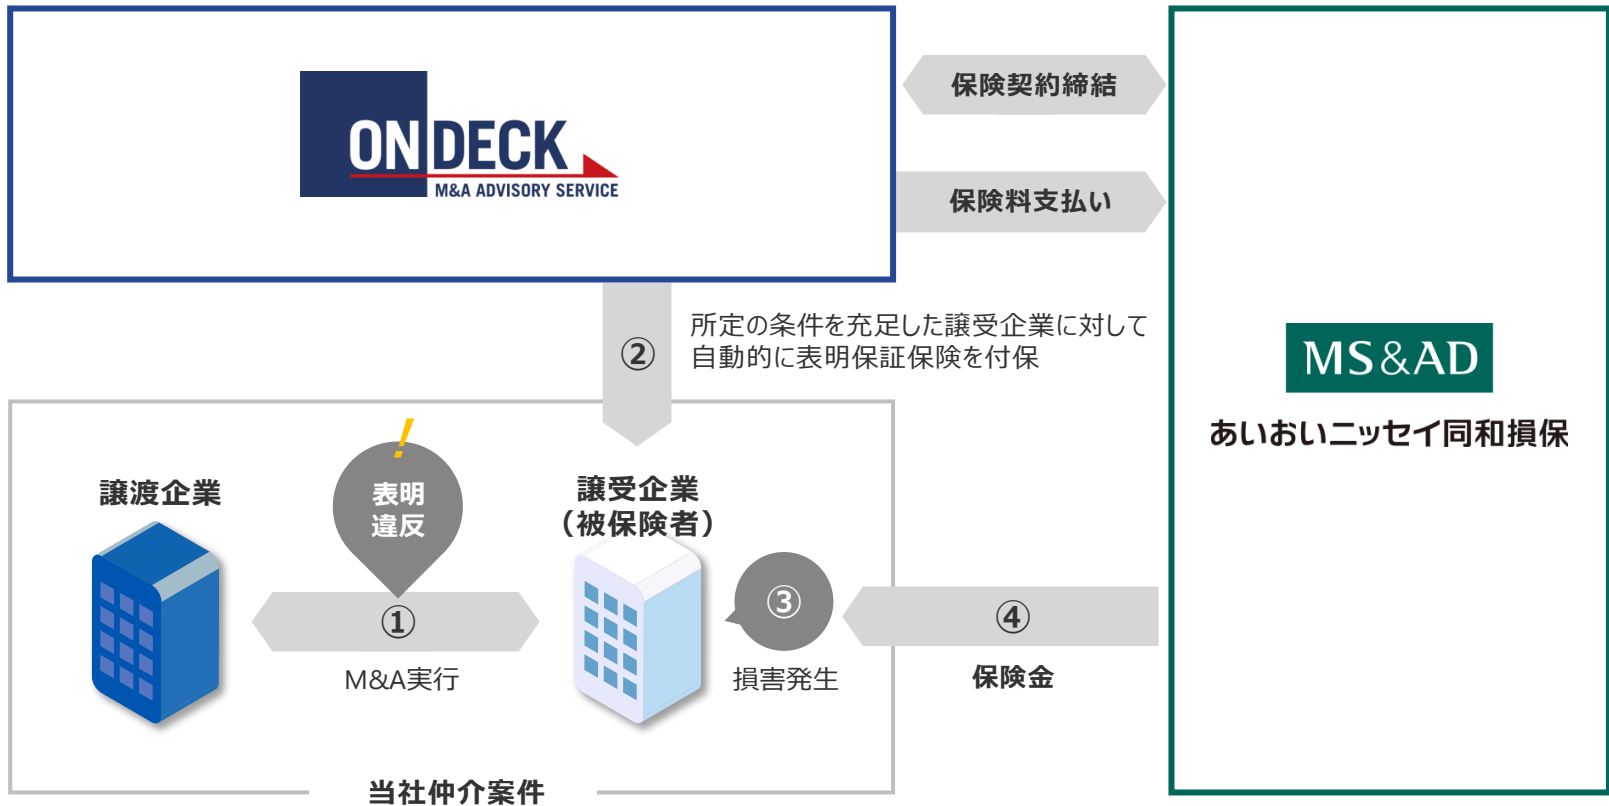 ONDECK
M&A ADVISORY SERVICE
保険契約締結
保険料支払い
②
所定の条件を充足した譲受企業に対して
自動的に表明保証保険を付保
MS&AD
あいおいニッセイ同和損保
譲渡企業
!
表明
違反
譲受企業
（被保険者）
①
M&A実行
③
損害発生
④
保険金
当社仲介案件